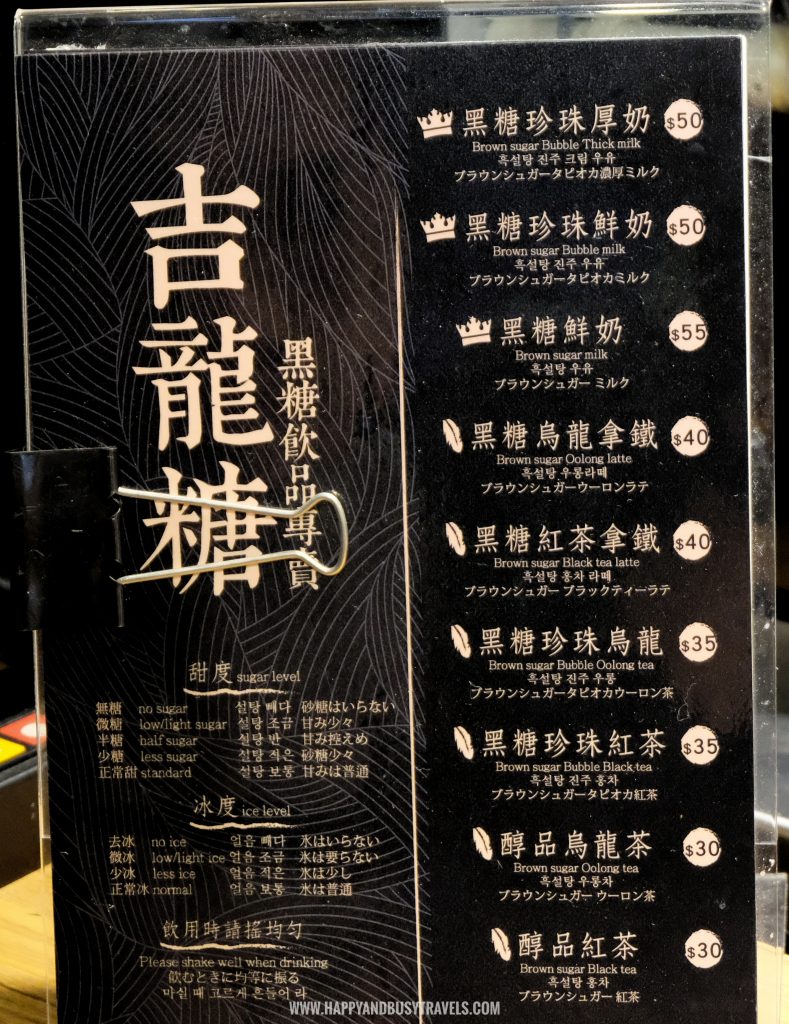 吉龍糖
黑糖飲品專賣
甜度 sugar level
無糖 no sugar 설탕 빼다 砂糖はいらない
微糖 low/light sugar 설탕 조금 甘み少々
半糖 half sugar 설탕 반 甘み控えめ
少糖 less sugar 설탕 적은 砂糖少々
正常甜 standard 설탕 보통 甘みは普通
冰度 ice level
去冰 no ice 얼음 빼다 氷はいらない
微冰 low/light ice 얼음 조금 氷は要らない
少冰 less ice 얼음 적은 氷は少し
正常冰 normal 얼음 보통 氷は普通
飲用時請搖均勻
Please shake well when drinking
飲むときに均等に振る
마실 때 고르게 흔들어 라
黑糖珍珠厚奶 $50
Brown sugar Bubble Thick milk
흑설탕 진주 크림 우유
ブラウンシュガータピオカ濃厚ミルク
黑糖珍珠鮮奶 $50
Brown sugar Bubble milk
흑설탕 진주 우유
ブラウンシュガータピオカミルク
黑糖鮮奶 $55
Brown sugar milk
흑설탕 우유
ブラウンシュガー ミルク
黑糖烏龍拿鐵 $40
Brown sugar Oolong latte
흑설탕 우롱라떼
ブラウンシュガーウーロンラテ
黑糖紅茶拿鐵 $40
Brown sugar Black tea latte
흑설탕 홍차 라떼
ブラウンシュガー ブラックティーラテ
黑糖珍珠烏龍 $35
Brown sugar Bubble Oolong tea
흑설탕 진주 우롱
ブラウンシュガータピオカウーロン茶
黑糖珍珠紅茶 $35
Brown sugar Bubble Black tea
흑설탕 진주 홍차
ブラウンシュガータピオカ紅茶
醇品烏龍茶 $30
Brown sugar Oolong tea
흑설탕 우롱차
ブラウンシュガー ウーロン茶
醇品紅茶 $30
Brown sugar Black tea
흑설탕 홍차
ブラウンシュガー 紅茶
WWW.HAPPYANDBUSYTRAVELS.COM